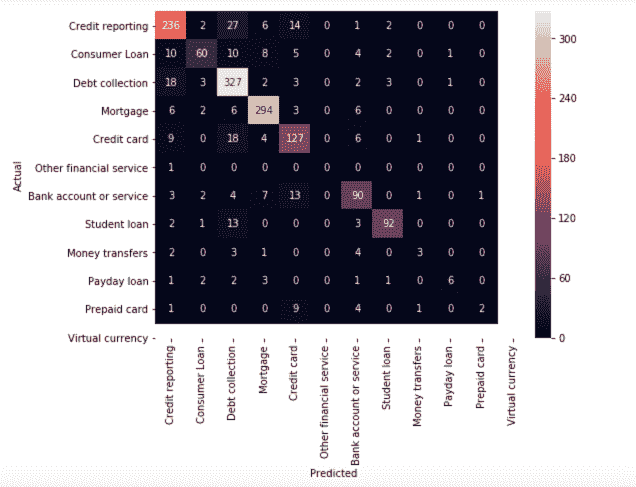 Credit reporting 236 2 27 6 14 0 1 2 0 0 0
Consumer Loan 10 60 10 8 5 0 4 2 0 1 0
Debt collection 18 3 327 2 3 0 2 3 0 1 0
Mortgage 6 2 6 294 3 0 6 0 0 0 0
Credit card 9 0 18 4 127 0 6 0 1 0 0
Other financial service 1 0 0 0 0 0 0 0 0 0 0
Bank account or service 3 2 4 7 13 0 90 0 1 0 1
Student loan 2 1 13 0 0 0 3 92 0 0 0
Money transfers 2 0 3 1 0 0 4 0 3 0 0
Payday loan 1 2 2 3 0 0 1 1 0 6 0
Prepaid card 1 0 0 0 9 0 4 0 1 0 2
Virtual currency
Actual
Credit reporting
Consumer Loan
Debt collection
Mortgage
Credit card
Other financial service
Bank account or service
Student loan
Money transfers
Payday loan
Prepaid card
Virtual currency
Predicted
300
240
180
120
60
0